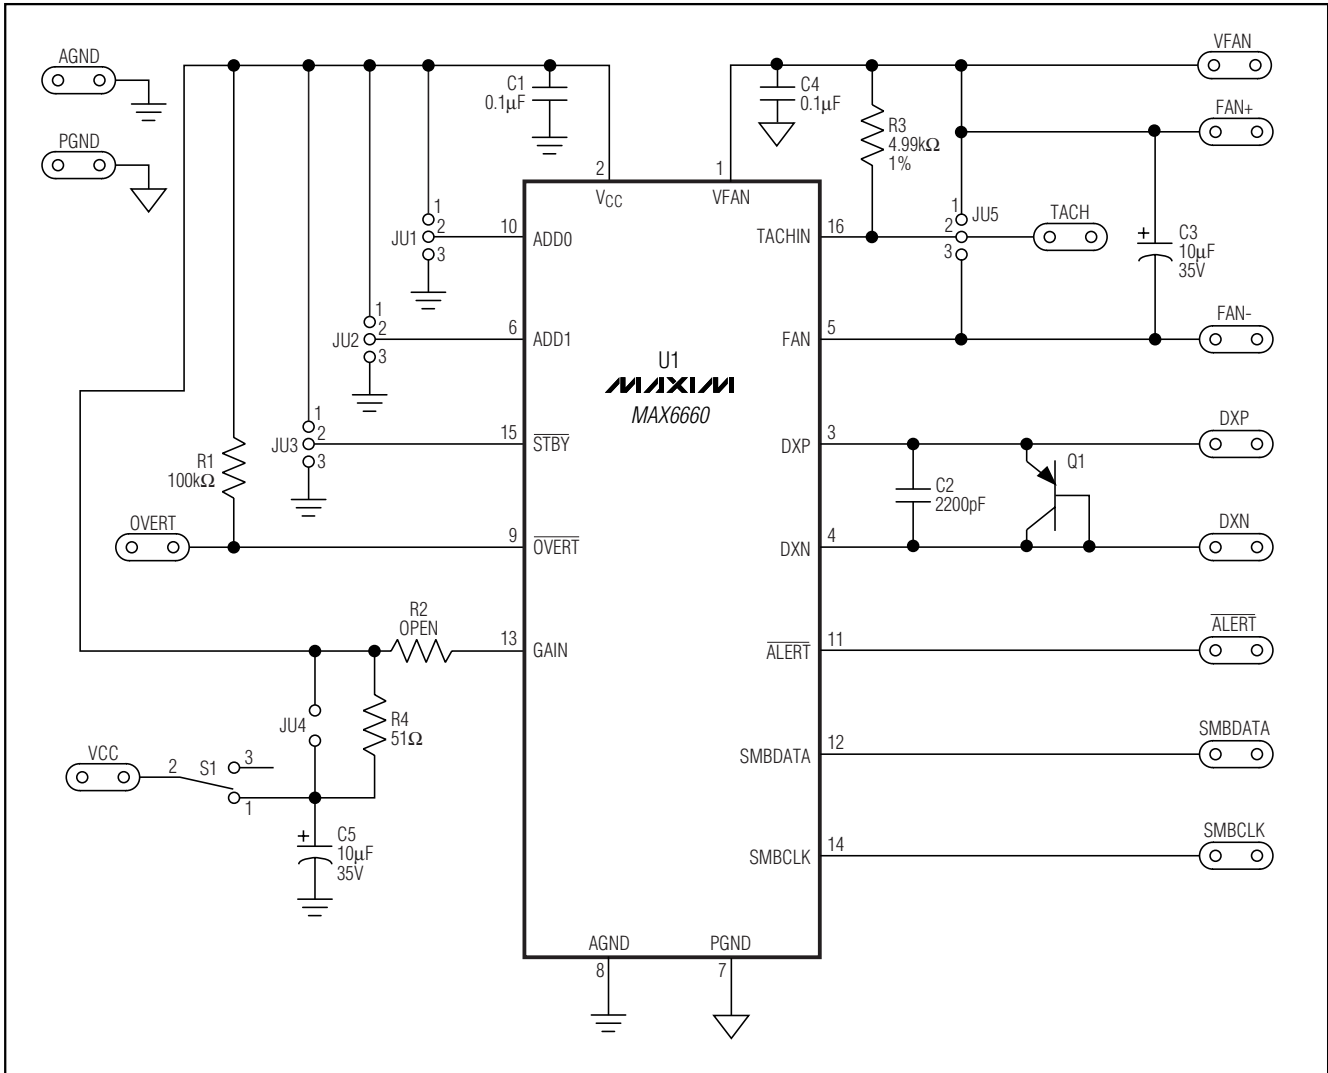 AGND
PGND
C1
0.1µF
C4
0.1µF
R3
4.99kΩ
1%
VFAN
FAN+
2
1
VCC
VFAN
1
JU1 2
3
10
ADD0
TACHIN
16
1
2
3
JU5
TACH
+
C3
10µF
35V
1
JU2 2
3
6
ADD1
FAN
5
FAN-
U1
MAXIM
MAX6660
1
JU3 2
3
15
STBY
DXP
3
DXP
R1
100kΩ
C2
2200pF
Q1
OVERT
9
OVERT
DXN
4
DXN
R2
OPEN
13
GAIN
ALERT
11
ALERT
JU4
R4
51Ω
VCC
2
S1
3
1
SMBDATA
12
SMBDATA
+
C5
10µF
35V
SMBCLK
14
SMBCLK
AGND
8
PGND
7